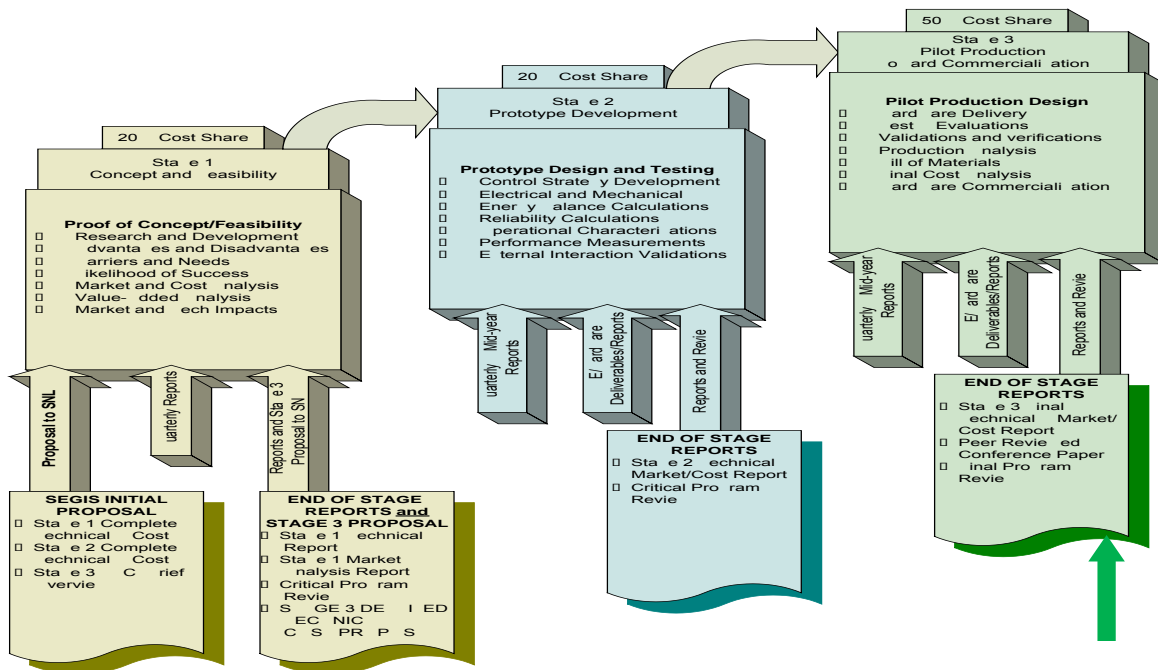 20 Cost Share
Sta e 1
Concept and easibility
Proof of Concept/Feasibility
Research and Development
dvanta es and Disadvanta es
arriers and Needs
ikelihood of Success
Market and Cost nalysis
Value- dded nalysis
Market and ech Impacts
Proposal to SNL
uarterly Reports
Reports and Sta e 3
Proposal to SN
SEGIS INITIAL
PROPOSAL
Sta e 1 Complete
echnical Cost
Sta e 2 Complete
echnical Cost
Sta e 3 C rief
vervie
END OF STAGE
REPORTS and
STAGE 3 PROPOSAL
Sta e 1 echnical
Report
Sta e 1 Market
nalysis Report
Critical Pro ram
Revie
S GE 3 DE I ED
EC NIC
C S PR P S
20 Cost Share
Sta e 2
Prototype Development
Prototype Design and Testing
Control Strate y Development
Electrical and Mechanical
Ener y alance Calculations
Reliability Calculations
perational Characteri ations
Performance Measurements
E ternal Interaction Validations
uarterly Mid-year
Reports
E/ ard are
Deliverables/Reports
Reports and Revie
END OF STAGE
REPORTS
Sta e 2 echnical
Market/Cost Report
Critical Pro ram
Revie
50 Cost Share
Sta e 3
Pilot Production
o ard Commerciali ation
Pilot Production Design
ard are Delivery
est Evaluations
Validations and verifications
Production nalysis
ill of Materials
inal Cost nalysis
ard are Commerciali ation
uarterly Mid-year
Reports
E/ ard are
Deliverables/Reports
Reports and Revie
END OF STAGE
REPORTS
Sta e 3 inal
echnical Market/
Cost Report
Peer Revie ed
Conference Paper
inal Pro ram
Revie